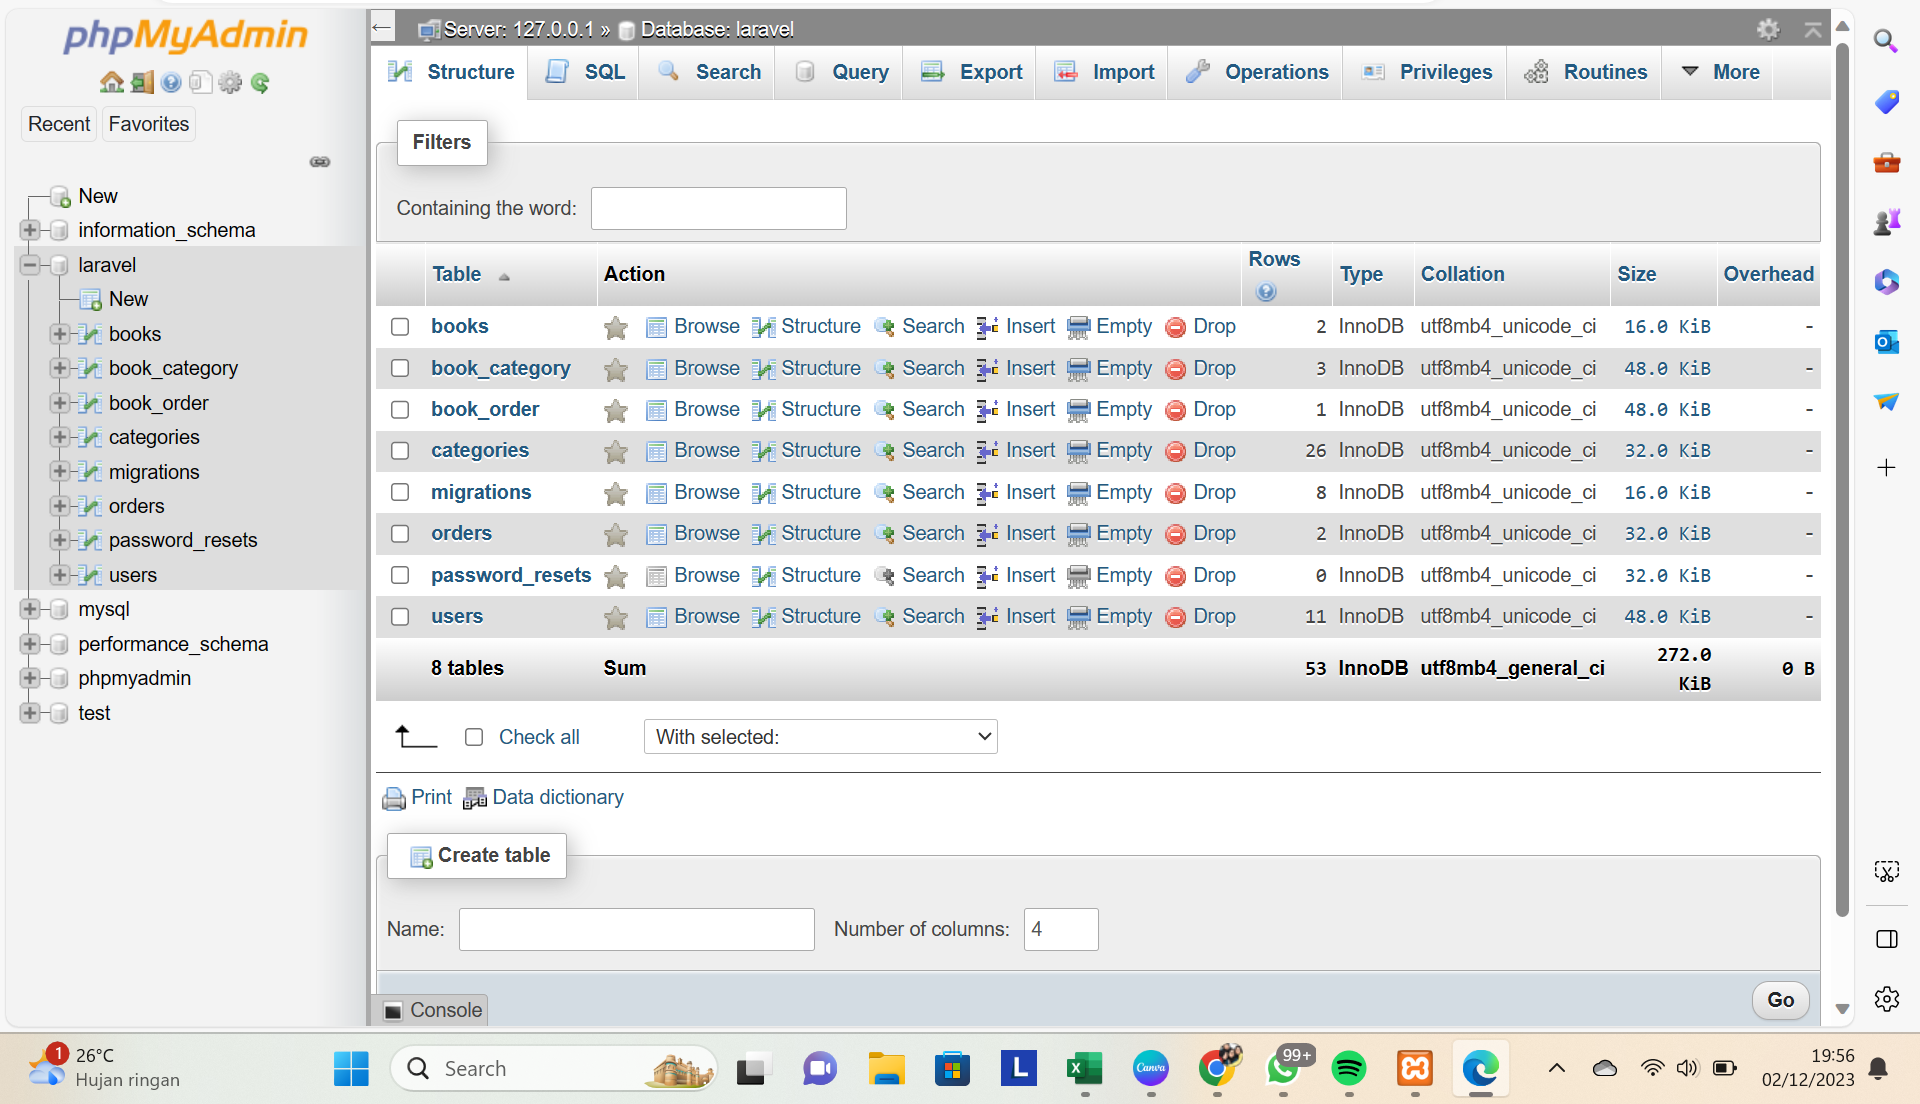 phpMyAdmin
Recent Favorites
New
information_schema
laravel
New
books
book_category
book_order
categories
migrations
orders
password_resets
users
mysql
performance_schema
phpmyadmin
test
Server: 127.0.0.1 » Database: laravel
Structure SQL Search Query Export Import Operations Privileges Routines More
Filters
Containing the word:
Table Action Rows Type Collation Size Overhead
books Browse Structure Search Insert Empty Drop 2 InnoDB utf8mb4_unicode_ci 16.0 KiB -
book_category Browse Structure Search Insert Empty Drop 3 InnoDB utf8mb4_unicode_ci 48.0 KiB -
book_order Browse Structure Search Insert Empty Drop 1 InnoDB utf8mb4_unicode_ci 48.0 KiB -
categories Browse Structure Search Insert Empty Drop 26 InnoDB utf8mb4_unicode_ci 32.0 KiB -
migrations Browse Structure Search Insert Empty Drop 8 InnoDB utf8mb4_unicode_ci 16.0 KiB -
orders Browse Structure Search Insert Empty Drop 2 InnoDB utf8mb4_unicode_ci 32.0 KiB -
password_resets Browse Structure Search Insert Empty Drop 0 InnoDB utf8mb4_unicode_ci 32.0 KiB -
users Browse Structure Search Insert Empty Drop 11 InnoDB utf8mb4_unicode_ci 48.0 KiB -
8 tables Sum 53 InnoDB utf8mb4_general_ci 272.0 KiB 0 B
Check all With selected:
Print Data dictionary
Create table
Name: Number of columns: 4
Go
Console
1 26°C
Hujan ringan
Search
L
Canva
99+
19:56
02/12/2023